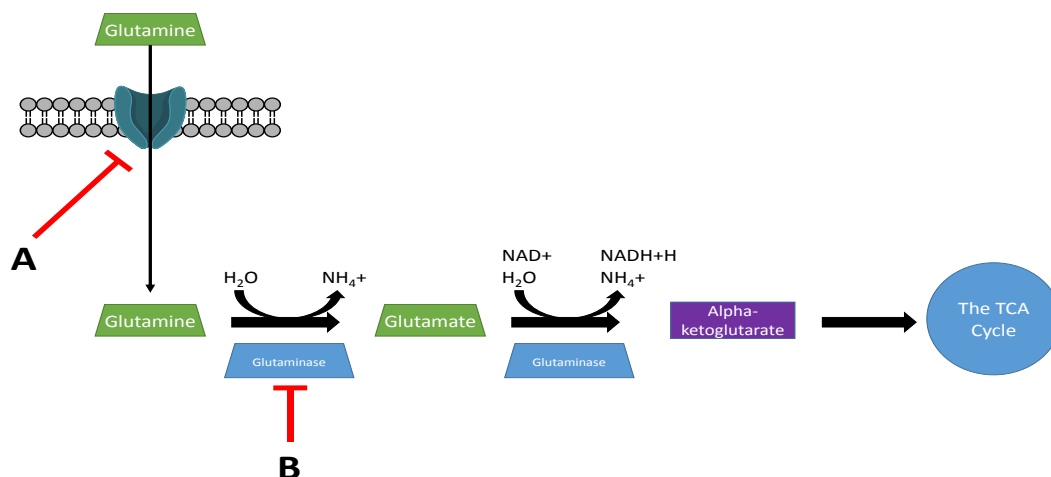 Glutamine
A
H₂O
NH₄+
NAD+
H₂O
NADH+H
NH₄+
Glutamine
Glutamate
Alpha-
ketoglutarate
The TCA
Cycle
Glutaminase
Glutaminase
B